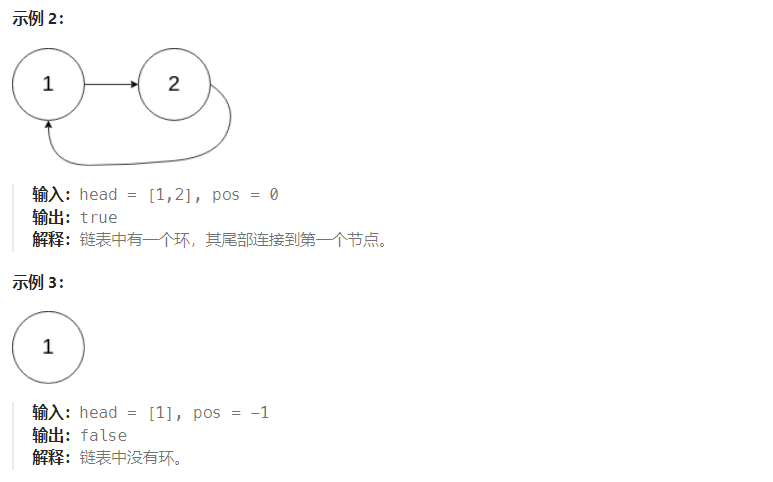 示例 2：
1
2
输入：head = [1,2], pos = 0
输出：true
解释：链表中有一个环，其尾部连接到第一个节点。
示例 3：
1
输入：head = [1], pos = -1
输出：false
解释：链表中没有环。